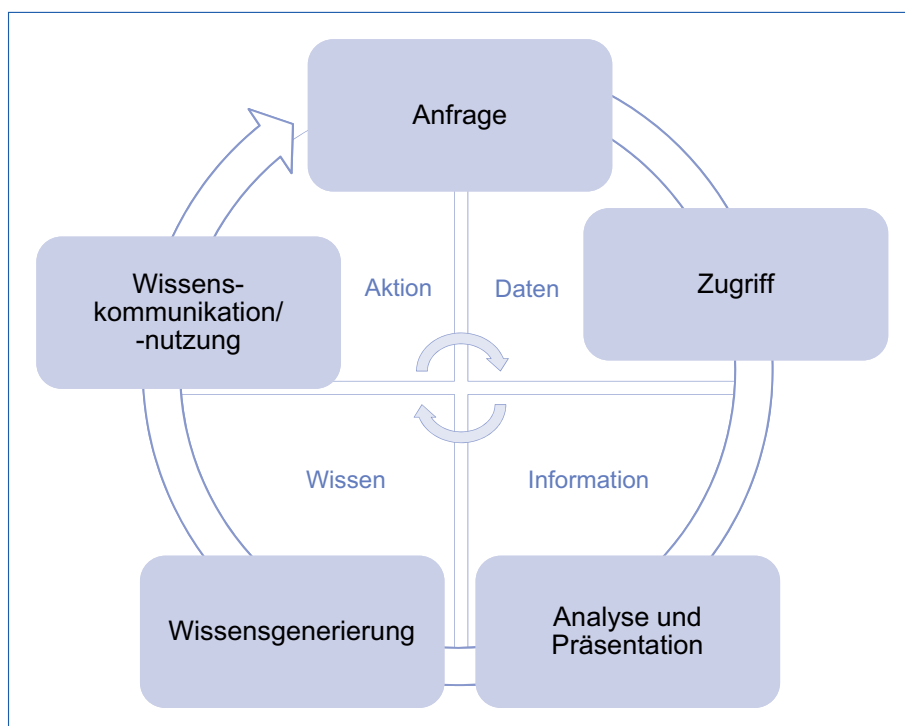 Anfrage
Zugriff
Analyse und
Präsentation
Wissensgenerierung
Wissens-
kommunikation/
-nutzung
Aktion
Daten
Wissen
Information